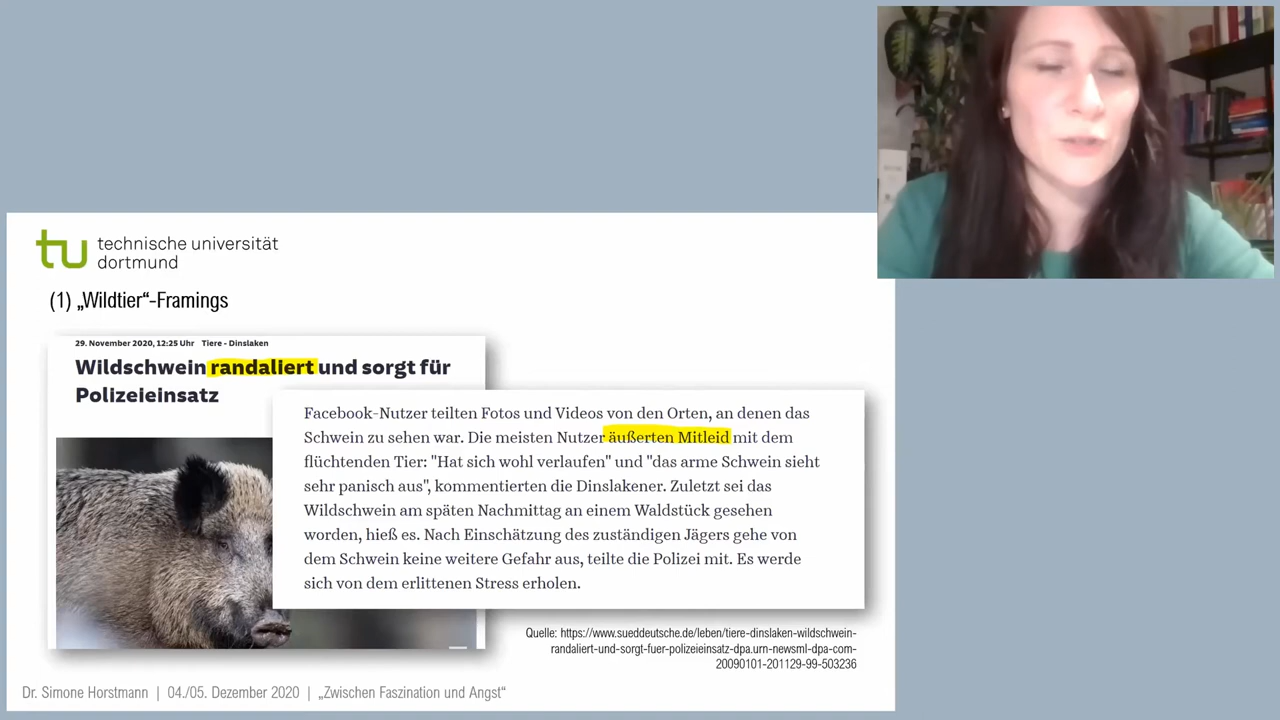 technische universität
dortmund
(1) „Wildtier“-Framings
29. November 2020, 12:25 Uhr   Tiere - Dinslaken
Wildschwein randaliert und sorgt für
Polizeieinsatz
Facebook-Nutzer teilten Fotos und Videos von den Orten, an denen das
Schwein zu sehen war. Die meisten Nutzer äußerten Mitleid mit dem
flüchtenden Tier: "Hat sich wohl verlaufen" und "das arme Schwein sieht
sehr panisch aus", kommentierten die Dinslakener. Zuletzt sei das
Wildschwein am späten Nachmittag an einem Waldstück gesehen
worden, hieß es. Nach Einschätzung des zuständigen Jägers gehe von
dem Schwein keine weitere Gefahr aus, teilte die Polizei mit. Es werde
sich von dem erlittenen Stress erholen.
Quelle: https://www.sueddeutsche.de/leben/tiere-dinslaken-wildschwein-
randaliert-und-sorgt-fuer-polizeieinsatz-dpa.urn-newsml-dpa-com-
20090101-201129-99-503236
Dr. Simone Horstmann | 04./05. Dezember 2020 | „Zwischen Faszination und Angst“